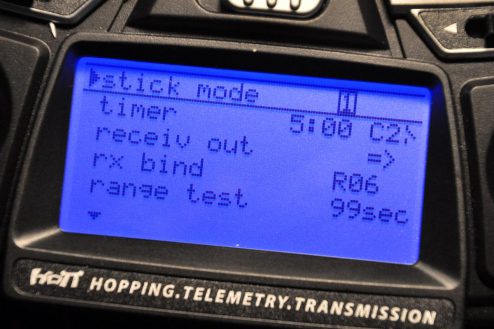 stick mode 1
timer 5:00 C2
receiv out =>
rx bind R06
range test 99sec
HoTT HOPPING.TELEMETRY.TRANSMISSION